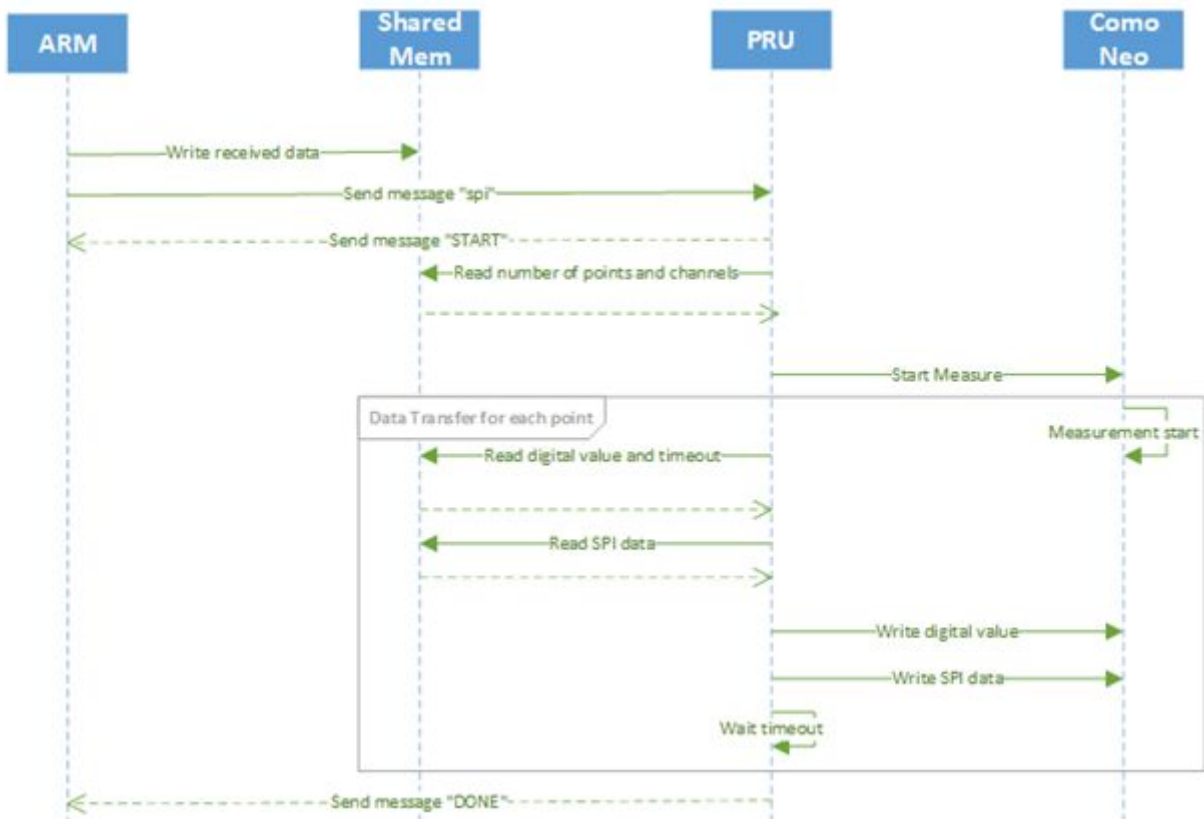 ARM
Shared
Mem
PRU
Como
Neo
Write received data
Send message "spi"
Send message "START"
Read number of points and channels
Start Measure
Data Transfer for each point
Measurement start
Read digital value and timeout
Read SPI data
Write digital value
Write SPI data
Wait timeout
Send message "DONE"